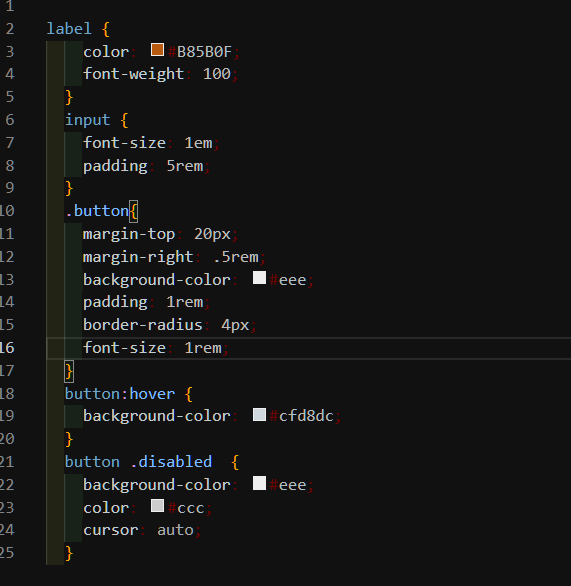 1
2 label {
3 color: #B85B0F;
4 font-weight: 100;
5 }
6 input {
7 font-size: 1em;
8 padding: 5rem;
9 }
10 .button{
11 margin-top: 20px;
12 margin-right: .5rem;
13 background-color: #eee;
14 padding: 1rem;
15 border-radius: 4px;
16 font-size: 1rem;
17 }
18 button:hover {
19 background-color: #cfd8dc;
20 }
21 button .disabled  {
22 background-color: #eee;
23 color: #ccc;
24 cursor: auto;
25 }